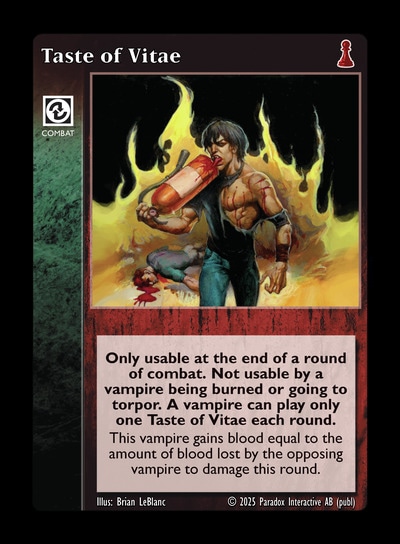 Taste of Vitae
COMBAT
Only usable at the end of a round
of combat. Not usable by a
vampire being burned or going to
torpor. A vampire can play only
one Taste of Vitae each round.
This vampire gains blood equal to the
amount of blood lost by the opposing
vampire to damage this round.
Illus: Brian LeBlanc © 2025 Paradox Interactive AB (publ)